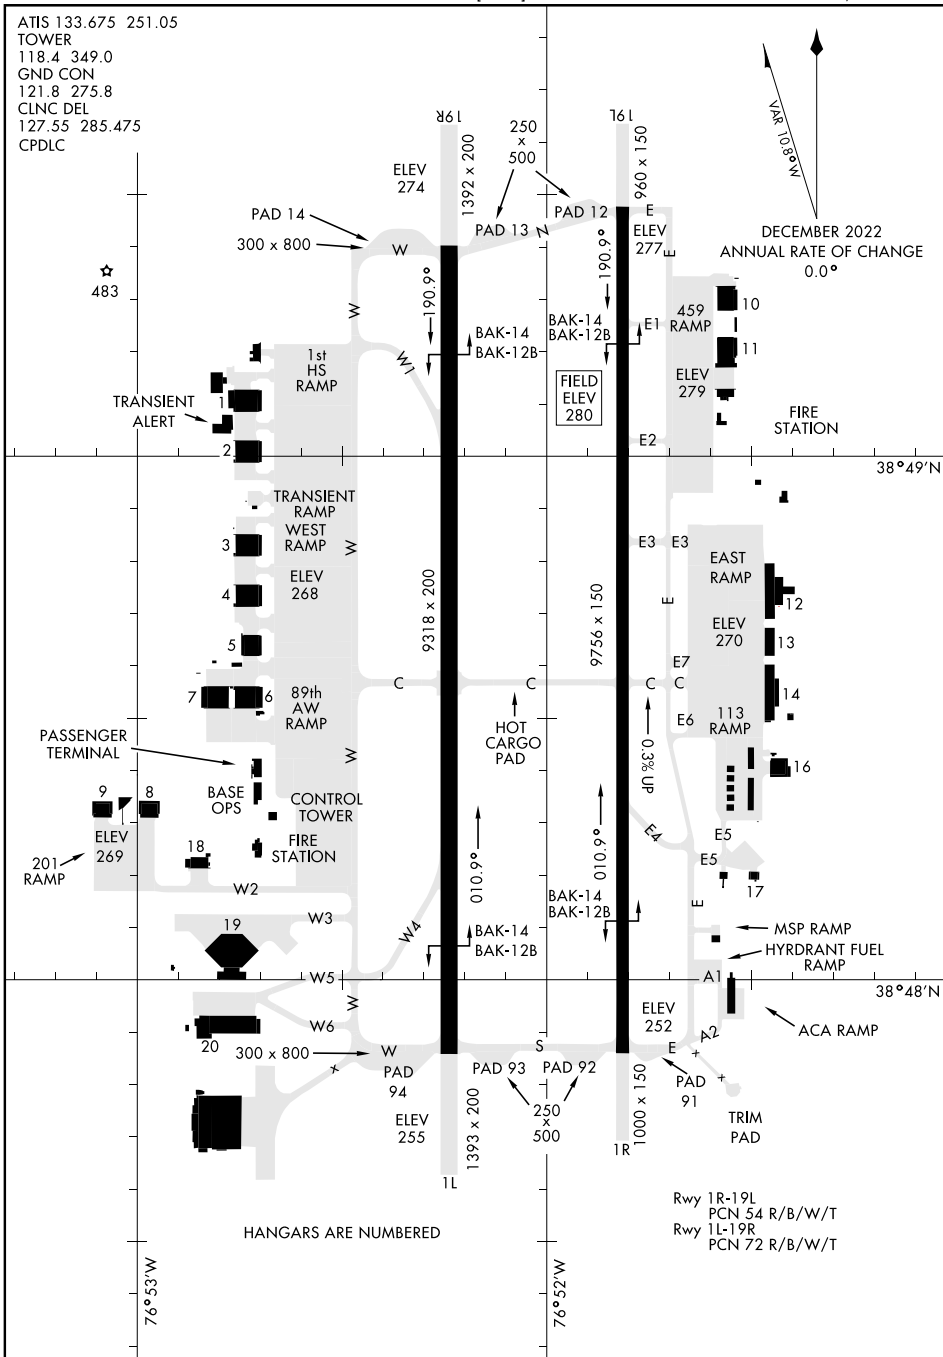 ATIS 133.675 251.05
TOWER
118.4 349.0
GND CON
121.8 275.8
CLNC DEL
127.55 285.475
CPDLC
VAR 10.8°W
DECEMBER 2022
ANNUAL RATE OF CHANGE
0.0°
19R
1392 x 200
ELEV
274
250
x
500
19L
960 x 150
PAD 14
300 x 800
W
PAD 13
PAD 12
N
E
ELEV
277
E
483
190.9°
190.9°
W
W1
BAK-14
BAK-12B
BAK-14
BAK-12B
E1
459
RAMP
10
11
ELEV
279
FIELD
ELEV
280
1st
HS
RAMP
TRANSIENT
ALERT
1
2
FIRE
STATION
E2
38°49'N
TRANSIENT
RAMP
WEST
RAMP
W
3
4
5
ELEV
268
E3
E3
EAST
RAMP
E
12
ELEV
270
13
9318 x 200
9756 x 150
E7
C
C
C
C
7
6
89th
AW
RAMP
HOT
CARGO
PAD
E6
14
113
RAMP
0.3% UP
W
PASSENGER
TERMINAL
BASE
OPS
CONTROL
TOWER
16
9
8
ELEV
269
201
RAMP
18
FIRE
STATION
010.9°
010.9°
E4
E5
E5
17
W2
W3
19
W4
BAK-14
BAK-12B
BAK-14
BAK-12B
E
MSP RAMP
HYRDRANT FUEL
RAMP
W5
A1
38°48'N
W
W6
20
ELEV
252
ACA RAMP
A2
300 x 800
W
S
E
x
x
x
PAD
94
PAD 93
PAD 92
PAD
91
ELEV
255
250
x
500
1393 x 200
1000 x 150
TRIM
PAD
1R
1L
Rwy 1R-19L
PCN 54 R/B/W/T
Rwy 1L-19R
PCN 72 R/B/W/T
HANGARS ARE NUMBERED
76°53'W
76°52'W